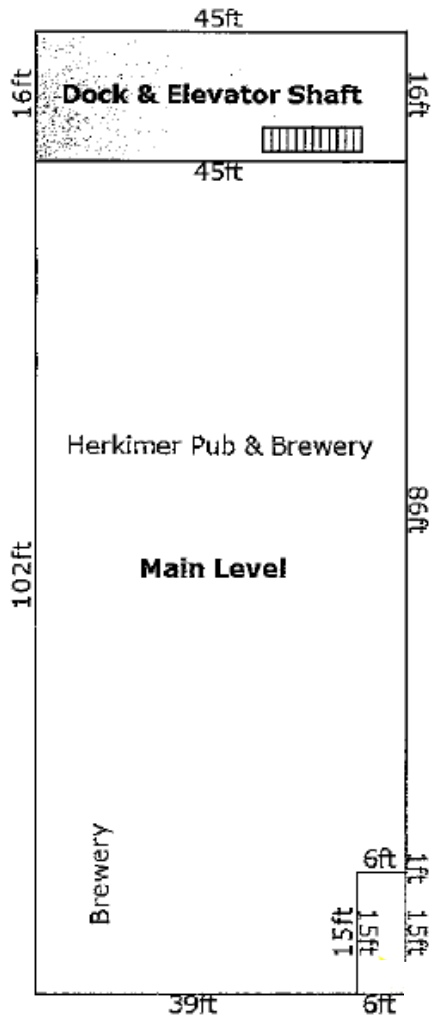 45ft
16ft
Dock & Elevator Shaft
16ft
45ft
Herkimer Pub & Brewery
86ft
102ft
Main Level
Brewery
6ft
1ft
15ft
15ft
15ft
39ft
6ft